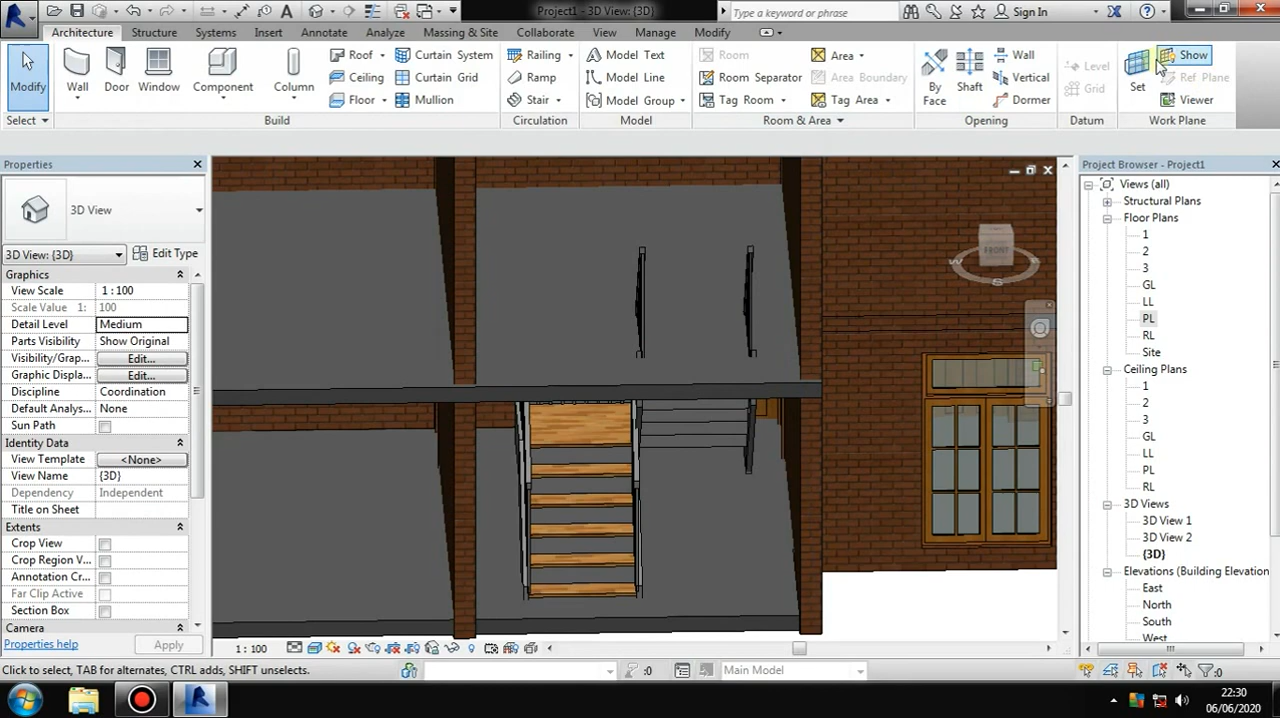 Project1 - 3D View: {3D}
Type a keyword or phrase
Sign In
Architecture Structure Systems Insert Annotate Analyze Massing & Site Collaborate View Manage Modify
Modify
Wall
Door
Window
Component
Column
Roof
Ceiling
Floor
Curtain System
Curtain Grid
Mullion
Railing
Ramp
Stair
Model Text
Model Line
Model Group
Room
Room Separator
Tag Room
Area
Area Boundary
Tag Area
By Face
Shaft
Wall
Vertical
Dormer
Level
Grid
Set
Show
Ref Plane
Viewer
Select
Build
Circulation
Model
Room & Area
Opening
Datum
Work Plane
Properties
3D View
3D View: {3D}
Edit Type
Graphics
View Scale 1 : 100
Scale Value 1: 100
Detail Level Medium
Parts Visibility Show Original
Visibility/Grap... Edit...
Graphic Displa... Edit...
Discipline Coordination
Default Analys... None
Sun Path
Identity Data
View Template <None>
View Name {3D}
Dependency Independent
Title on Sheet
Extents
Crop View
Crop Region V...
Annotation Cr...
Far Clip Active
Section Box
Camera
Properties help
Apply
FRONT
W
S
E
Project Browser - Project1
Views (all)
Structural Plans
Floor Plans
1
2
3
GL
LL
PL
RL
Site
Ceiling Plans
1
2
3
GL
LL
PL
RL
3D Views
3D View 1
3D View 2
{3D}
Elevations (Building Elevation
East
North
South
West
1 : 100
Click to select, TAB for alternates, CTRL adds, SHIFT unselects.
:0
Main Model
:0
22:30
06/06/2020